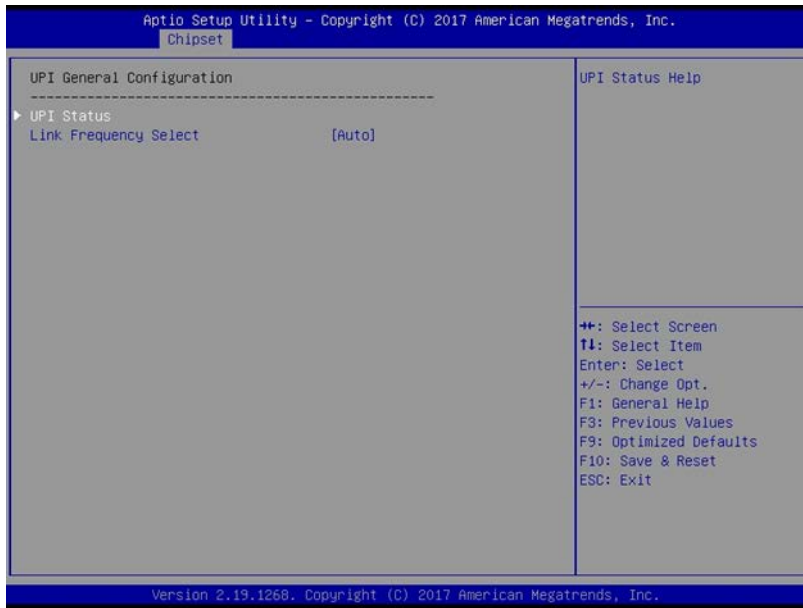 Aptio Setup Utility – Copyright (C) 2017 American Megatrends, Inc.
Chipset
UPI General Configuration
--------------------------------------------------
UPI Status
Link Frequency Select [Auto]
UPI Status Help
→←: Select Screen
↑↓: Select Item
Enter: Select
+/-: Change Opt.
F1: General Help
F3: Previous Values
F9: Optimized Defaults
F10: Save & Reset
ESC: Exit
Version 2.19.1268. Copyright (C) 2017 American Megatrends, Inc.